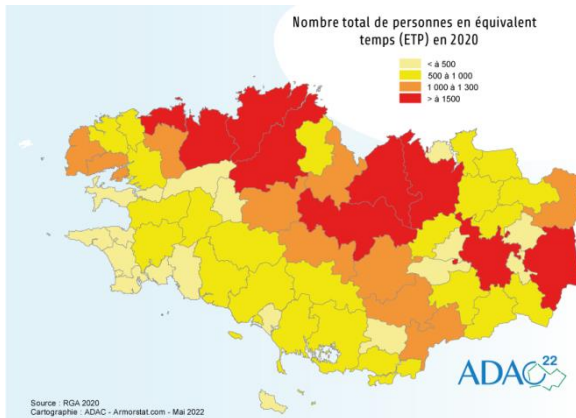 Nombre total de personnes en équivalent
temps (ETP) en 2020
< à 500
500 à 1 000
1 000 à 1 300
> à 1500
ADAC 22
Source : RGA 2020
Cartographie : ADAC - Armorstat.com - Mai 2022